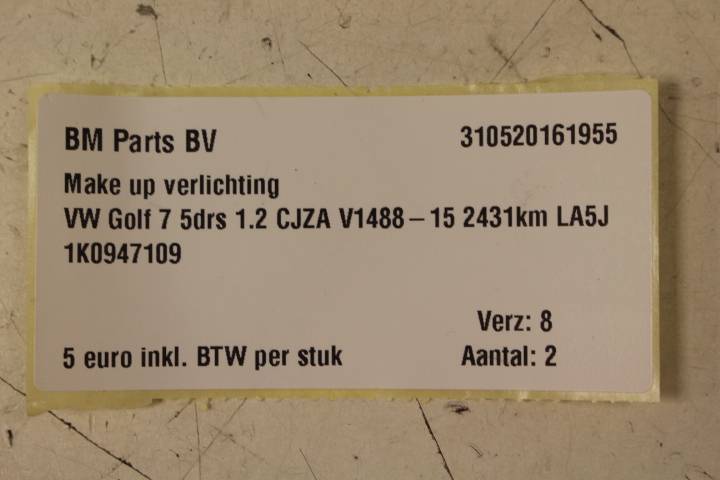 BM Parts BV 310520161955
Make up verlichting
VW Golf 7 5drs 1.2 CJZA V1488–15 2431km LA5J
1K0947109
Verz: 8
5 euro inkl. BTW per stuk Aantal: 2